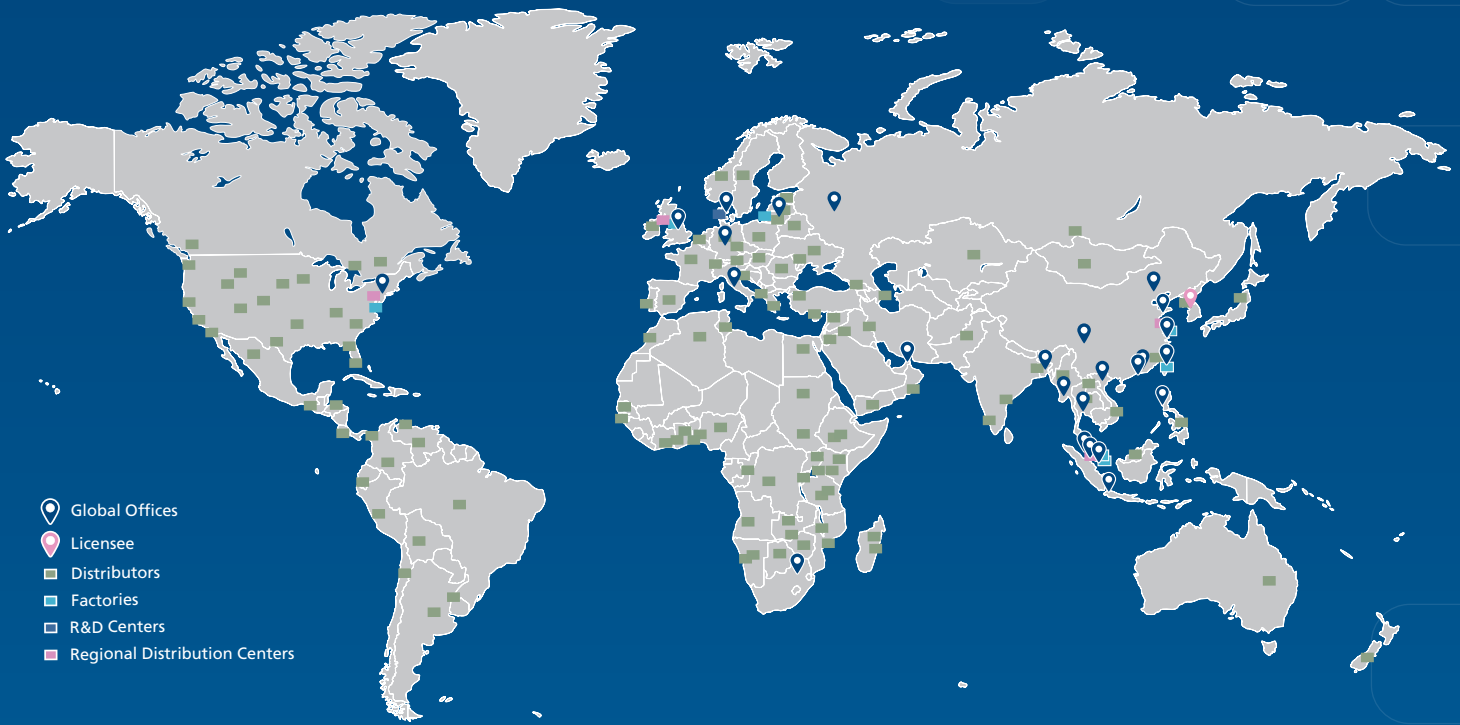 Global Offices
Licensee
Distributors
Factories
R&D Centers
Regional Distribution Centers